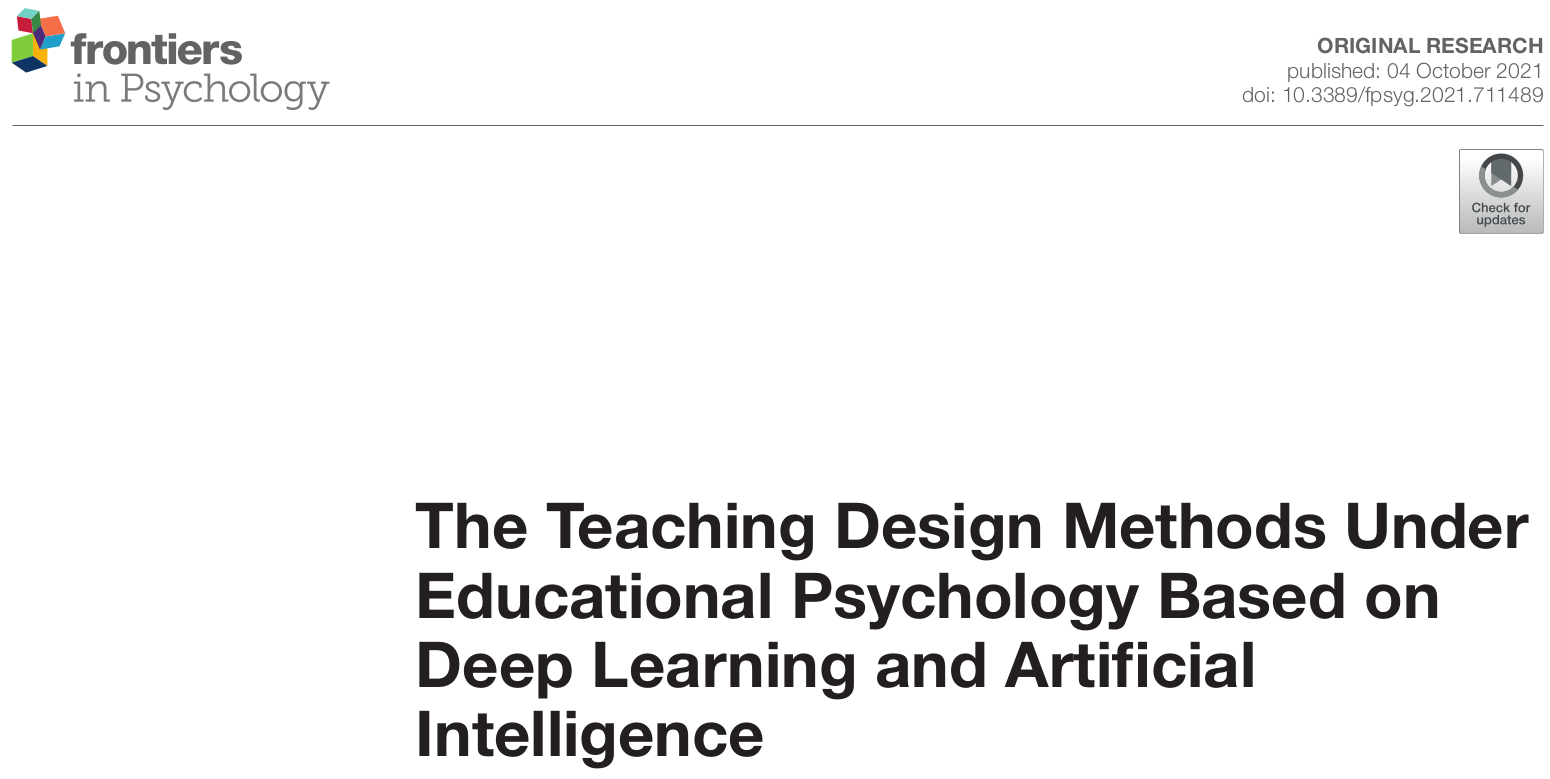 frontiers
in Psychology
ORIGINAL RESEARCH
published: 04 October 2021
doi: 10.3389/fpsyg.2021.711489
Check for
updates
The Teaching Design Methods Under
Educational Psychology Based on
Deep Learning and Artificial
Intelligence